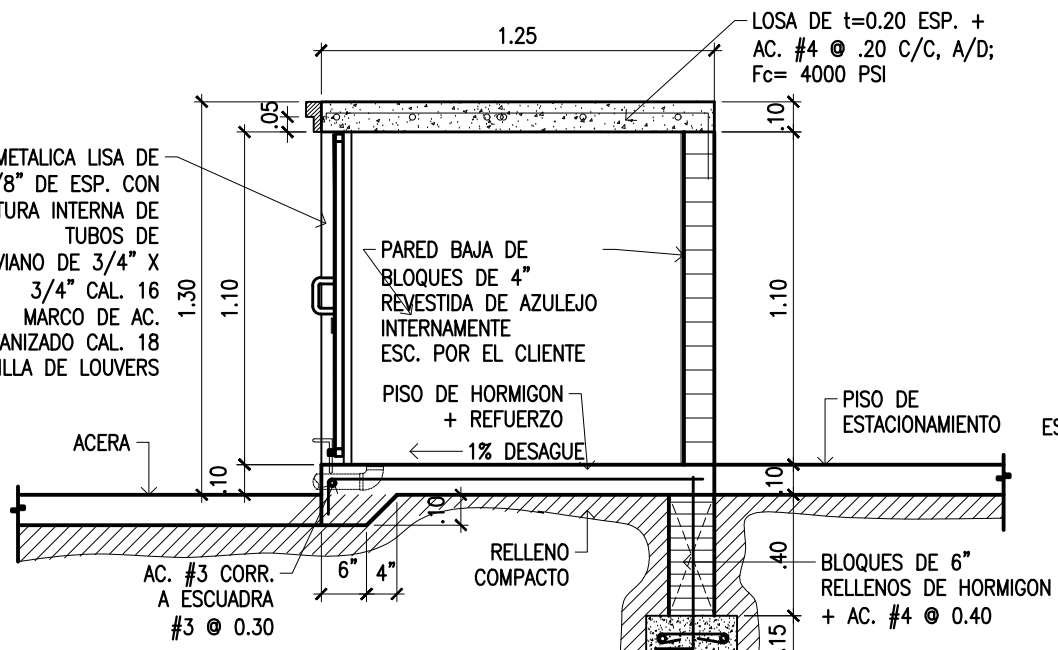 1.25
LOSA DE t=0.20 ESP. +
AC. #4 @ .20 C/C, A/D;
Fc= 4000 PSI
.05
.10
METALICA LISA DE
/8" DE ESP. CON
TURA INTERNA DE
TUBOS DE
VIANO DE 3/4" X
3/4" CAL. 16
MARCO DE AC.
ANIZADO CAL. 18
ILLA DE LOUVERS
1.30
1.10
PARED BAJA DE
BLOQUES DE 4"
REVESTIDA DE AZULEJO
INTERNAMENTE
ESC. POR EL CLIENTE
1.10
PISO DE HORMIGON
+ REFUERZO
1% DESAGUE
PISO DE
ESTACIONAMIENTO
ES
ACERA
.10
.10
.10
RELLENO
COMPACTO
.40
6"
4"
AC. #3 CORR.
A ESCUADRA
#3 @ 0.30
BLOQUES DE 6"
RELLENOS DE HORMIGON
+ AC. #4 @ 0.40
.15